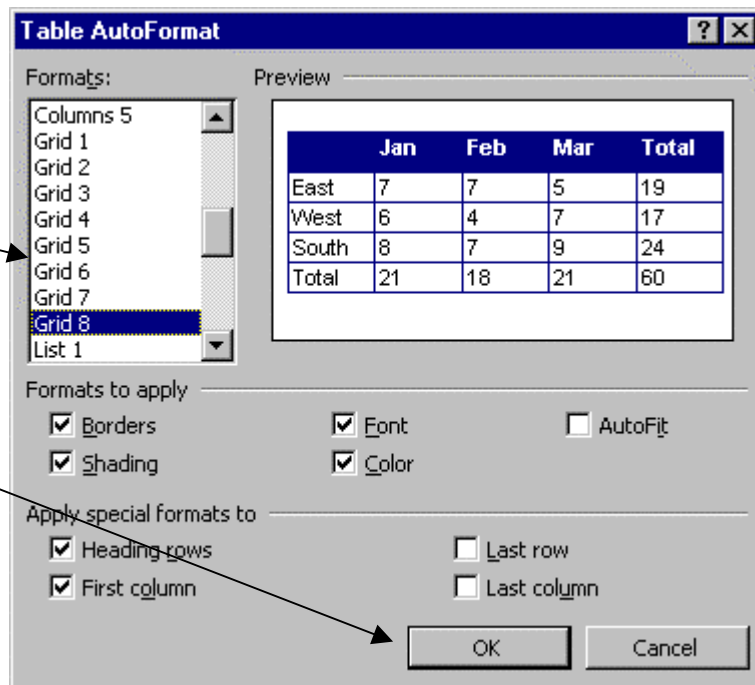 Table AutoFormat
Formats:
Preview
Columns 5
Grid 1
Grid 2
Grid 3
Grid 4
Grid 5
Grid 6
Grid 7
Grid 8
List 1
Jan Feb Mar Total
East 7 7 5 19
West 6 4 7 17
South 8 7 9 24
Total 21 18 21 60
Formats to apply
Borders Font AutoFit
Shading Color
Apply special formats to
Heading rows Last row
First column Last column
OK Cancel